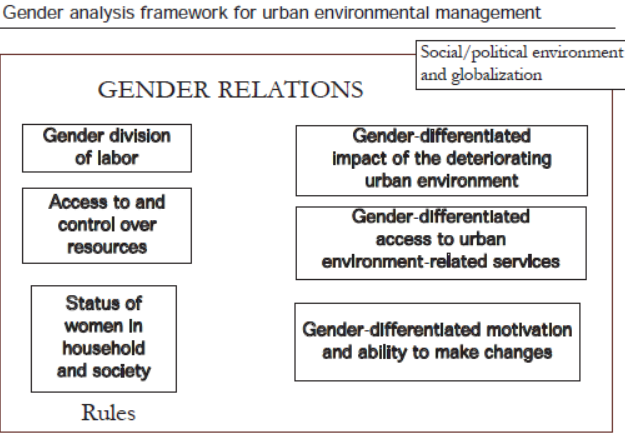 Gender analysis framework for urban environmental management
Social/political environment
and globalization
GENDER RELATIONS
Gender division
of labor
Access to and
control over
resources
Status of
women in
household
and society
Rules
Gender-differentiated
impact of the deteriorating
urban environment
Gender-differentiated
access to urban
environment-related services
Gender-differentiated motivation
and ability to make changes